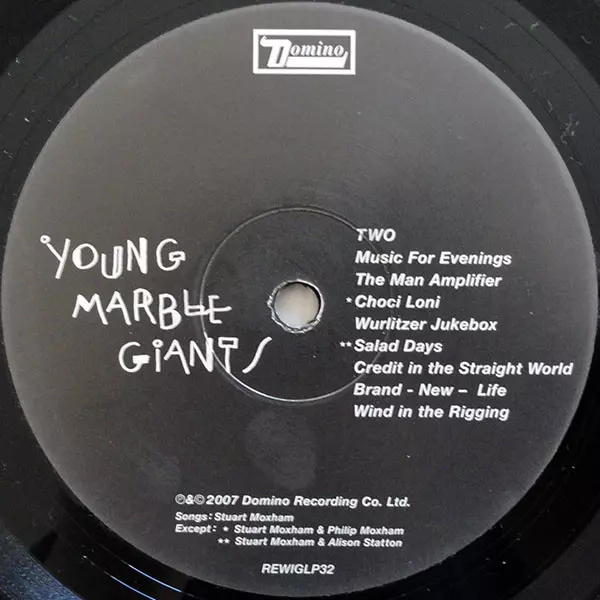 Domino
YOUNG
MARBLE
GIANTS
TWO
Music For Evenings
The Man Amplifier
* Choci Loni
Wurlitzer Jukebox
** Salad Days
Credit in the Straight World
Brand - New – Life
Wind in the Rigging
℗&© 2007 Domino Recording Co. Ltd.
Songs: Stuart Moxham
Except: * Stuart Moxham & Philip Moxham
** Stuart Moxham & Alison Statton
REWIGLP32